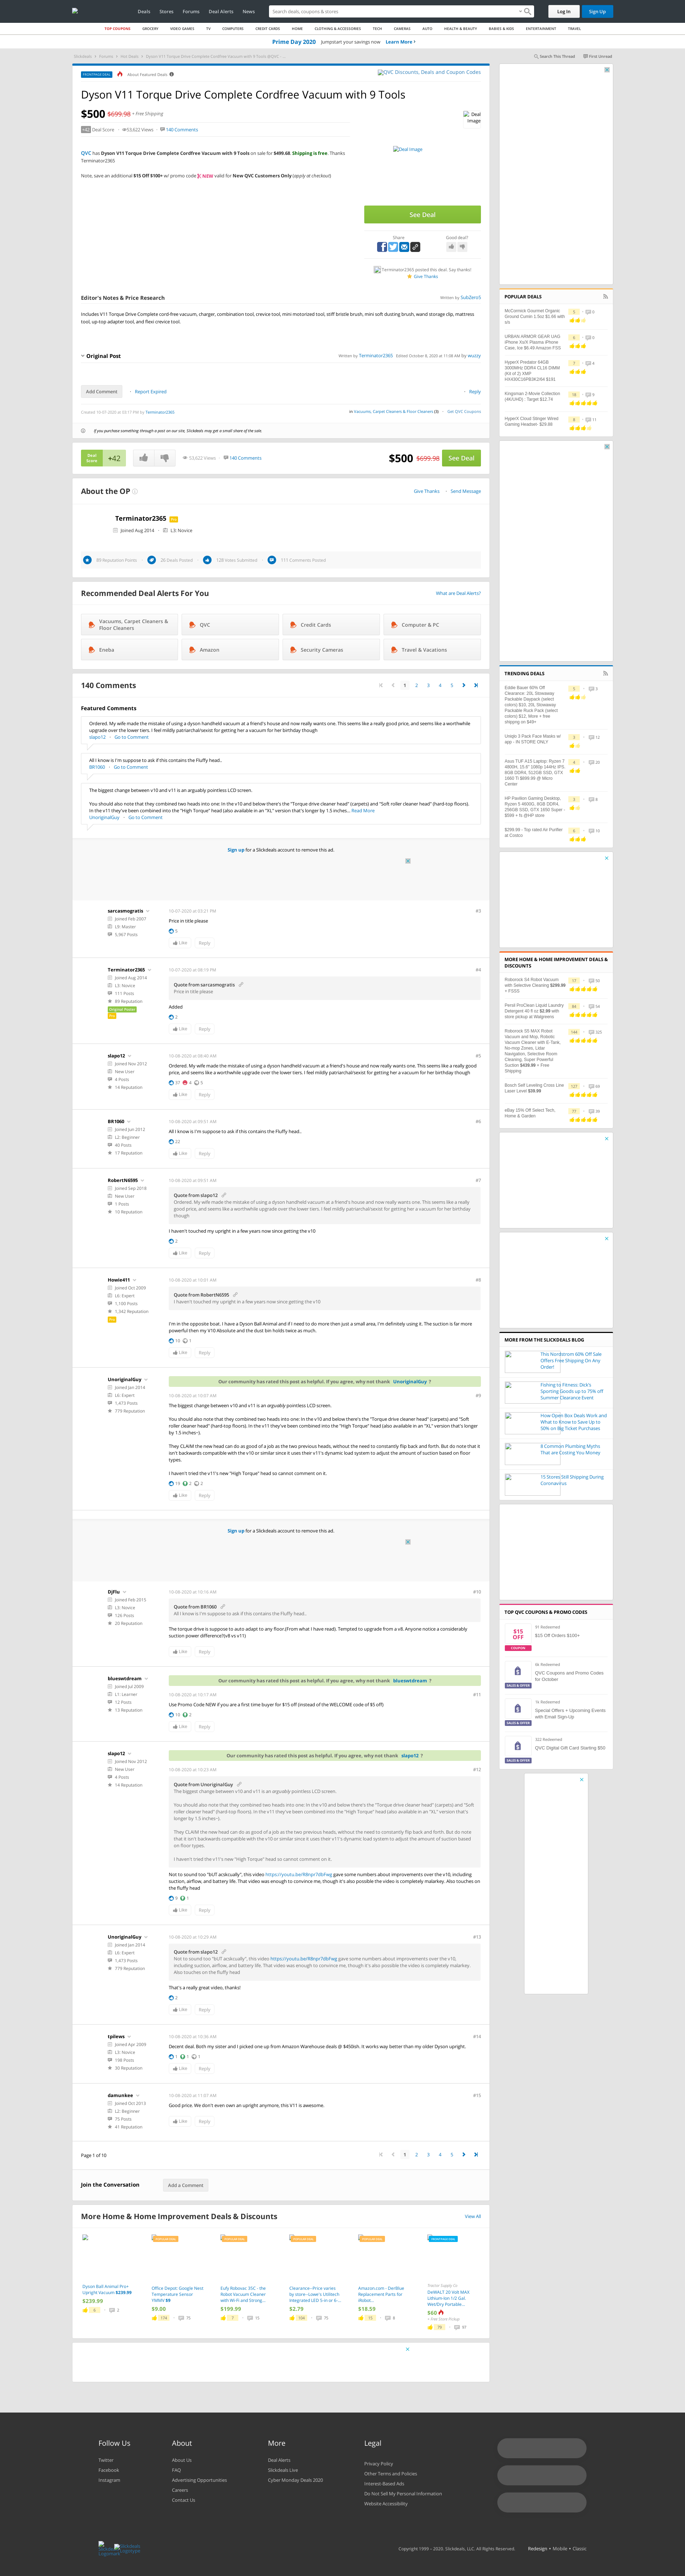 Deals Stores Forums Deal Alerts News
Search deals, coupons & stores
Log In
Sign Up
TOP COUPONS GROCERY VIDEO GAMES TV COMPUTERS CREDIT CARDS HOME CLOTHING & ACCESSORIES TECH CAMERAS AUTO HEALTH & BEAUTY BABIES & KIDS ENTERTAINMENT TRAVEL
Prime Day 2020 Jumpstart your savings now Learn More
Search This Thread First Unread
FRONTPAGE DEAL About Featured Deals
QVC Discounts, Deals and Coupon Codes
Dyson V11 Torque Drive Complete Cordfree Vacuum with 9 Tools
$500 $699.98 + Free Shipping
+42 Deal Score 53,622 Views 140 Comments
Deal Image
Deal Image
QVC has Dyson V11 Torque Drive Complete Cordfree Vacuum with 9 Tools on sale for $499.68. Shipping is free. Thanks
Terminator2365
Note, save an additional $15 Off $100+ w/ promo code NEW valid for New QVC Customers Only (apply at checkout)
See Deal
Share Good deal?
Terminator2365 posted this deal. Say thanks!
Give Thanks
Editor's Notes & Price Research
Written by SubZero5
Includes V11 Torque Drive Complete Cord-free vacuum, charger, combination tool, crevice tool, mini motorized tool; stiff bristle brush, mini soft dusting brush, wand storage clip, mattress
tool, up-top adapter tool, and flexi crevice tool.
Original Post
Written by Terminator2365 Edited October 8, 2020 at 11:58 AM by wuzzy
Add Comment Report Expired
Reply
Created 10-07-2020 at 03:17 PM by Terminator2365
in Vacuums, Carpet Cleaners & Floor Cleaners (3) Get QVC Coupons
If you purchase something through a post on our site, Slickdeals may get a small share of the sale.
Deal Score +42
53,622 Views 140 Comments
$500 $699.98 See Deal
About the OP
Give Thanks Send Message
Terminator2365 Pro
Joined Aug 2014 L3: Novice
89 Reputation Points 26 Deals Posted 128 Votes Submitted 111 Comments Posted
Recommended Deal Alerts For You
What are Deal Alerts?
Vacuums, Carpet Cleaners & Floor Cleaners
QVC
Credit Cards
Computer & PC
Eneba
Amazon
Security Cameras
Travel & Vacations
140 Comments
1 2 3 4 5
Featured Comments
Ordered. My wife made the mistake of using a dyson handheld vacuum at a friend's house and now really wants one. This seems like a really good price, and seems like a worthwhile
upgrade over the more entry level/lower tiers. I feel mildly patriarchal/sexist for getting her a vacuum for her birthday though
slapo12 Go to Comment
All I know is I'm suppose to ask if this contains the Fluffy head..
BR1060 Go to Comment
The biggest change between v10 and v11 is an arguably pointless LCD screen.
You should also note that they combined two heads into one: In the v10 and below there's the "Torque drive cleaner head" (carpets) and "Soft roller cleaner head" (hard-top floors).
In the v11 they've been combined into the "High Torque" head (also available in an "XL" version when enough people realize that longer lasts for 1.5 minutes... Read More
UnoriginalGuy Go to Comment
Sign up for a Slickdeals account to remove this ad.
sarcasmogratis
Joined Feb 2007
L9: Master
5,967 Posts
10-07-2020 at 03:21 PM
#3
Price in title please
5
Like Reply
Terminator2365
Joined Aug 2014
L3: Novice
111 Posts
89 Reputation
Original Poster
Pro
10-07-2020 at 06:19 PM
#4
Quote from sarcasmogratis
Price in title please
Added
2
Like Reply
slapo12
Joined Nov 2012
New User
4 Posts
14 Reputation
10-08-2020 at 08:40 AM
#5
Ordered. My wife made the mistake of using a dyson handheld vacuum at a friend's house and now really wants one. This seems like a really good
price, and seems like a worthwhile upgrade over the more entry level/lower tiers. I feel mildly patriarchal/sexist for getting her a vacuum for her birthday though
37 4 5
Like Reply
BR1060
Joined Jun 2012
L2: Beginner
40 Posts
17 Reputation
10-08-2020 at 09:51 AM
#6
All I know is I'm suppose to ask if this contains the Fluffy head..
22
Like Reply
RobertN6595
Joined Sep 2018
New User
1 Posts
10 Reputation
#7
Quote from slapo12
Ordered. My wife made the mistake of using a dyson handheld vacuum at a friend's house and now really wants one. This seems like a really good
price, and seems like a worthwhile upgrade over the more entry level/lower tiers. I feel mildly patriarchal/sexist for getting her a vacuum for her birthday
though
I haven't touched my upright in a few years now since getting the v10
2
Like Reply
Howie411
Joined Oct 2009
L6: Expert
1,100 Posts
1,342 Reputation
Pro
10-08-2020 at 10:01 AM
#8
Quote from RobertN6595
I haven't touched my upright in a few years now since getting the v10
I'm in the opposite boat. I have a Dyson Ball Animal and if I need to do more then just a small area, I'm definitely using it. The suction is far more
powerful then my V10 Absolute and the dust bin holds twice as much.
10 1
Like Reply
UnoriginalGuy
Joined Jan 2014
L6: Expert
1,473 Posts
779 Reputation
Our community has rated this post as helpful. If you agree, why not thank UnoriginalGuy ?
10-08-2020 at 10:07 AM
#9
The biggest change between v10 and v11 is an arguably pointless LCD screen.
You should also note that they combined two heads into one: In the v10 and below there's the "Torque drive cleaner head" (carpets) and "Soft
roller cleaner head" (hard-top floors). In the v11 they've been combined into the "High Torque" head (also available in an "XL" version that's longer by 1.5
inches~).
They CLAIM the new head can do as good of a job as the two previous heads, without the need to constantly flip back and forth. But do note that it
isn't entirely backwards-compatible with the v10 or similar since it uses their v11's dynamic load system to adjust suction amount based on floor
types.
I haven't tried the v11's new "High Torque" head so cannot comment on it.
19 2 2
Like Reply
Sign up for a Slickdeals account to remove this ad.
DjFlu
Joined Feb 2015
L3: Novice
126 Posts
20 Reputation
10-08-2020 at 10:16 AM
#10
Quote from BR1060
All I know is I'm suppose to ask if this contains the Fluffy head..
The torque drive is suppose to auto adapt to any floor.(From what I have read). Tempted to upgrade from a v8. Anyone notice a considerably
suction power difference?(v8 vs v11)
Like Reply
blueswtdream
Joined Jul 2009
L1: Learner
12 Posts
13 Reputation
Our community has rated this post as helpful. If you agree, why not thank blueswtdream ?
10-08-2020 at 10:17 AM
#11
Use Promo Code NEW if you are a first time buyer for $15 off (instead of the WELCOME code of $5 off)
10 2
Like Reply
slapo12
Joined Nov 2012
New User
4 Posts
14 Reputation
Our community has rated this post as helpful. If you agree, why not thank slapo12 ?
10-08-2020 at 10:23 AM
#12
Quote from UnoriginalGuy
The biggest change between v10 and v11 is an arguably pointless LCD screen.
You should also note that they combined two heads into one: In the v10 and below there's the "Torque drive cleaner head" (carpets) and "Soft roller
cleaner head" (hard-top floors). In the v11 they've been combined into the "High Torque" head (also available in an "XL" version that's longer by 1.5
inches~).
They CLAIM the new head can do as good of a job as the two previous heads, without the need to constantly flip back and forth. But do note that it isn't
entirely backwards-compatible with the v10 or similar since it uses their v11's dynamic load system to adjust suction amount based on floor types.
I haven't tried the v11's new "High Torque" head so cannot comment on it.
Not to sound too "bUT acskcually", this video https://youtu.be/RBnpr7dbFwg gave some numbers about improvements over the v10, including
suction, airflow, and battery life. That video was enough to convince me, though it's also possible the video is completely malarkey. Also touches on
the fluffy head
9 1
Like Reply
UnoriginalGuy
Joined Jan 2014
L6: Expert
1,473 Posts
779 Reputation
10-08-2020 at 10:29 AM
#13
Quote from slapo12
Not to sound too "bUT acskcually", this video https://youtu.be/RBnpr7dbFwg gave some numbers about improvements over the v10,
including suction, airflow, and battery life. That video was enough to convince me, though it's also possible the video is completely malarkey.
Also touches on the fluffy head
That's a really great video, thanks!
2
Like Reply
tpliews
Joined Apr 2009
L3: Novice
198 Posts
30 Reputation
10-08-2020 at 10:36 AM
#14
Decent deal. Both my sister and I picked one up from Amazon Warehouse deals @ $450ish. It works way better than my older Dyson upright.
1 1 1
Like Reply
damunkee
Joined Oct 2013
L2: Beginner
75 Posts
41 Reputation
10-08-2020 at 11:07 AM
#15
Good price. We don't even own an upright anymore, this V11 is awesome.
Like Reply
Page 1 of 10
1 2 3 4 5
Join the Conversation
Add a Comment
More Home & Home Improvement Deals & Discounts
View All
Dyson Ball Animal Pro+ Upright Vacuum $239.99
$239.99
Office Depot: Google Nest Temperature Sensor YMMV $9
$9.00
Eufy Robovac 35C - the Robot Vacuum Cleaner with Wi-Fi and Strong...
$199.99
Clearance--Price varies by store- Lowe's Utilitech Integrated LED 5-in or 6-...
$2.79
Amazon.com - DerBlue Replacement Parts for iRobot...
$18.59
Tractor Supply Co
DeWALT 20 Volt MAX Lithium-Ion 1/2 Gal Wet/Dry Portable...
$60
+ Free Store Pickup
POPULAR DEALS
McCormick Gourmet Organic Ground Cumin 1.5oz $1.88 with s/s
URBAN ARMOR GEAR UAG iPhone Xs/X Plasma iPhone Case, Ice $6.49 Amazon FSS
HyperX Predator 64GB 3000MHz DDR4 CL16 DIMM (Kit of 2) XMP HX430C16PB3K2/64 $191
Kingsman 2-Movie Collection (4K/UHD) : Target $12.74
HyperX Cloud Stinger Wired Gaming Headset $29.88
TRENDING DEALS
Eddie Bauer 60% Off Clearance: 20L Stowaway Packable Daypack (select colors) $10, 20L Stowaway Packable Ruck Pack (select colors) $12, More + free shipping on $49+
Uniqlo 3 Pack Face Masks w/ app - IN STORE ONLY
Asus TUF A15 Laptop: Ryzen 7 4800H, 15.6" 1080p 144Hz IPS, 8GB DDR4, 512GB SSD, GTX 1660 Ti $899.99 @ Micro Center
HP Pavilion Gaming Desktop, Ryzen 5 4600G, 8GB DDR4, 256GB SSD, GTX 1650 Super - $599 + fs @HP store
$299.99 - Top rated Air Purifier at Costco
MORE HOME & HOME IMPROVEMENT DEALS & DISCOUNTS
Roborock S4 Robot Vacuum with Selective Cleaning $299.99 + FSSS
Persil ProClean Liquid Laundry Detergent 40 fl oz $2.99 with store pickup at Walgreens
Roborock S5 MAX Robot Vacuum and Mop, Robotic Vacuum Cleaner with E-Tank, No-mop Zones, Lidar Navigation, Selective Room Cleaning, Super Powerful Suction $439.99 + Free Shipping
Bosch Self Leveling Cross Line Laser Level $39.99
eBay 15% Off Select Tech, Home & Garden
MORE FROM THE SLICKDEALS BLOG
This Nordstrom 60% Off Sale Offers Free Shipping On Any Order!
Fishing to Fitness: Dick's Sporting Goods up to 75% off Summer Clearance Event
How Open Box Deals Work and What to Know to Save Up to 50% on Big Ticket Purchases
8 Common Plumbing Myths That are Costing You Money
15 Stores Still Shipping During Coronavirus
TOP QVC COUPONS & PROMO CODES
$15 OFF COUPON
$15 Off Orders $100+
SALES & OFFER
QVC Coupons and Promo Codes for October
SALES & OFFER
Special Offers + Upcoming Events with Email Sign-Up
SALES & OFFER
322 Redeemed
QVC Digital Gift Card Starting $50
Follow Us
Twitter
Facebook
Instagram
About
About Us
FAQ
Advertising Opportunities
Careers
Contact Us
More
Deal Alerts
Slickdeals Live
Cyber Monday Deals 2020
Legal
Privacy Policy
Other Terms and Policies
Interest-Based Ads
Do Not Sell My Personal Information
Website Accessibility
Copyright 1999 - 2020. Slickdeals, LLC. All Rights Reserved. Redesign • Mobile • Classic